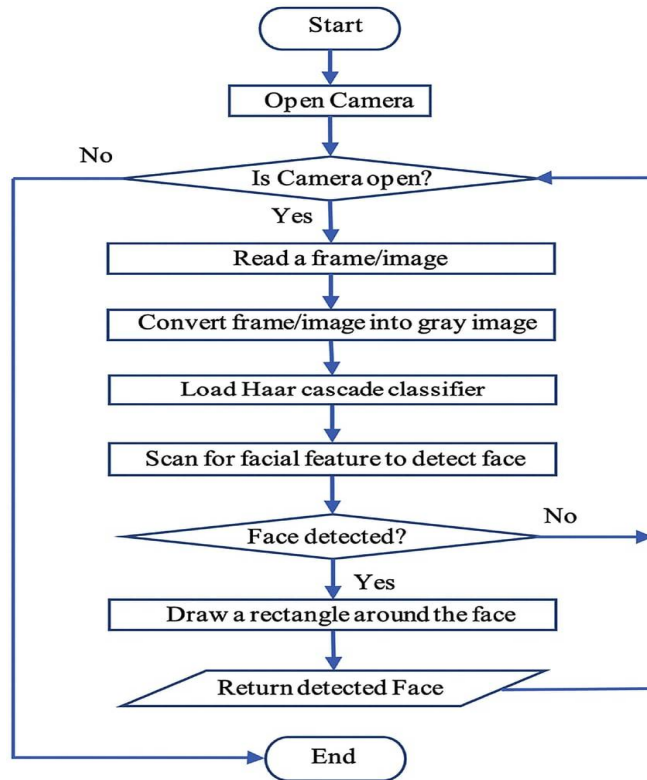 Start
Open Camera
No
Is Camera open?
Yes
Read a frame/image
Convert frame/image into gray image
Load Haar cascade classifier
Scan for facial feature to detect face
Face detected?
No
Yes
Draw a rectangle around the face
Return detected Face
End